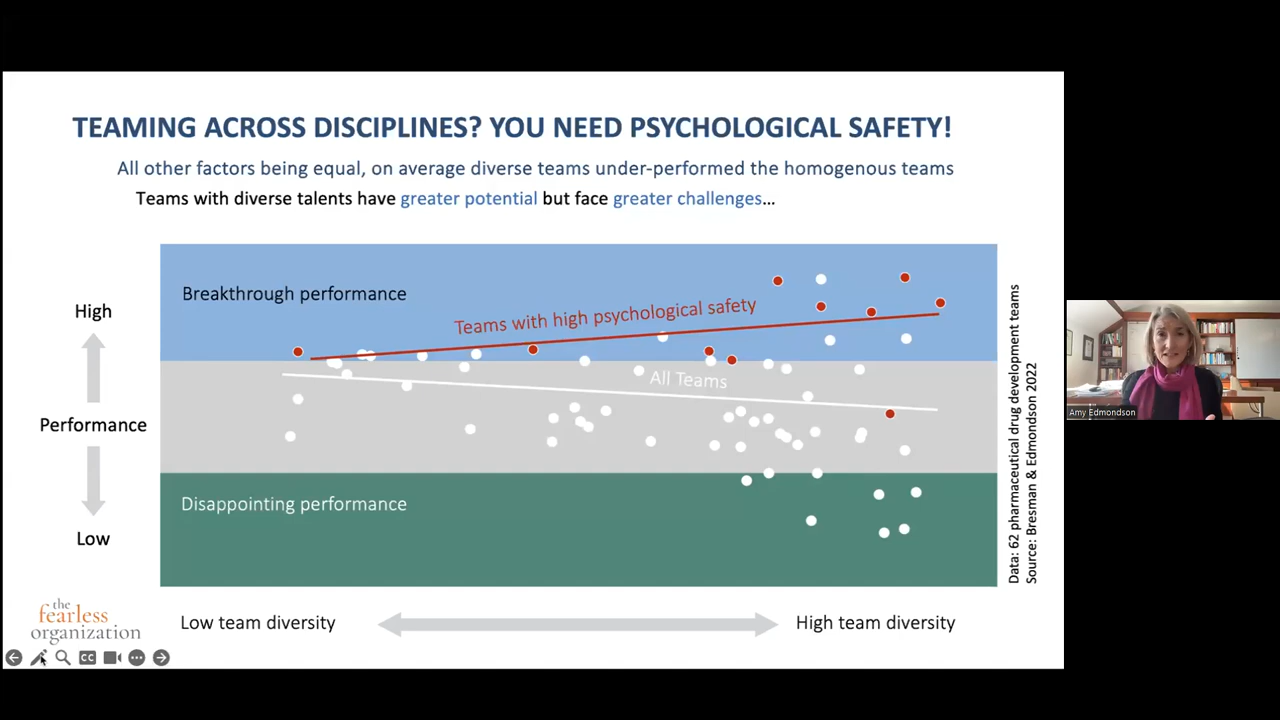 TEAMING ACROSS DISCIPLINES? YOU NEED PSYCHOLOGICAL SAFETY!
All other factors being equal, on average diverse teams under-performed the homogenous teams
Teams with diverse talents have greater potential but face greater challenges...
Breakthrough performance
High
Teams with high psychological safety
All Teams
Performance
Disappointing performance
Low
Data: 62 pharmaceutical drug development teams
Source: Bresman & Edmondson 2022
Amy Edmondson
the
fearless
organization
Low team diversity
High team diversity
CC